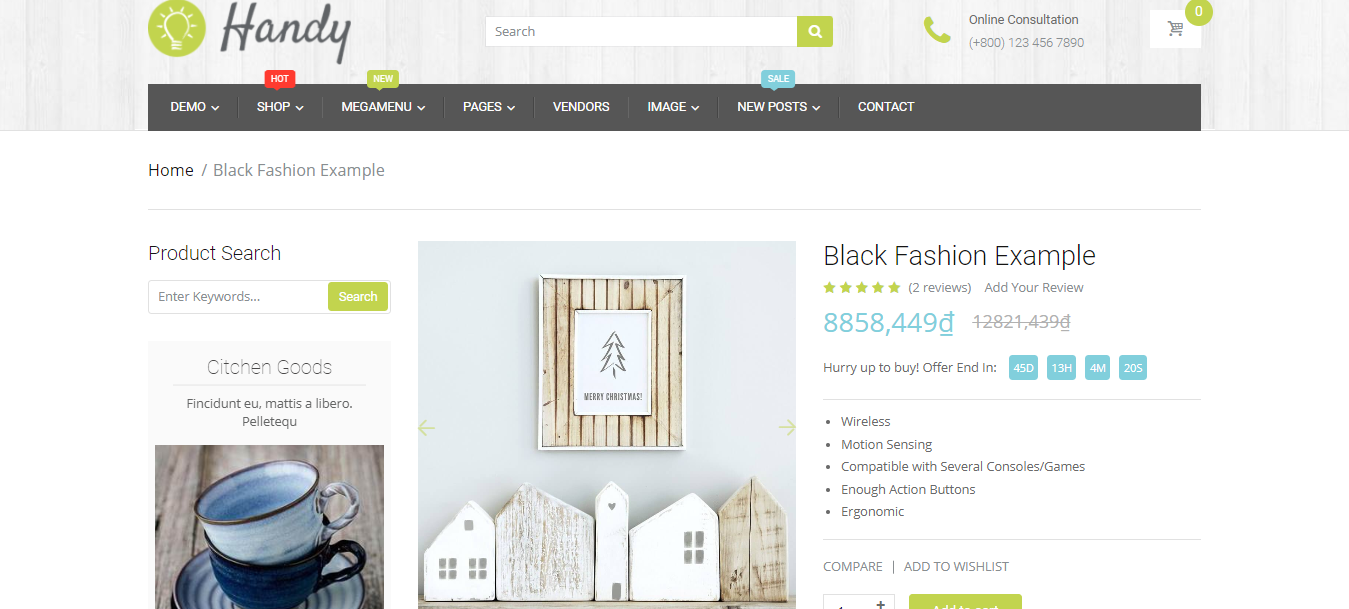 Handy
Search
Online Consultation
(+800) 123 456 7890
0
HOT
NEW
SALE
DEMO
SHOP
MEGAMENU
PAGES
VENDORS
IMAGE
NEW POSTS
CONTACT
Home / Black Fashion Example
Product Search
Enter Keywords...
Search
Citchen Goods
Fincidunt eu, mattis a libero.
Pelletequ
MERRY CHRISTMAS!
Black Fashion Example
(2 reviews) Add Your Review
8858,449₫ 12821,439₫
Hurry up to buy! Offer End In: 45D 13H 4M 20S
Wireless
Motion Sensing
Compatible with Several Consoles/Games
Enough Action Buttons
Ergonomic
COMPARE | ADD TO WISHLIST
+
Add to cart